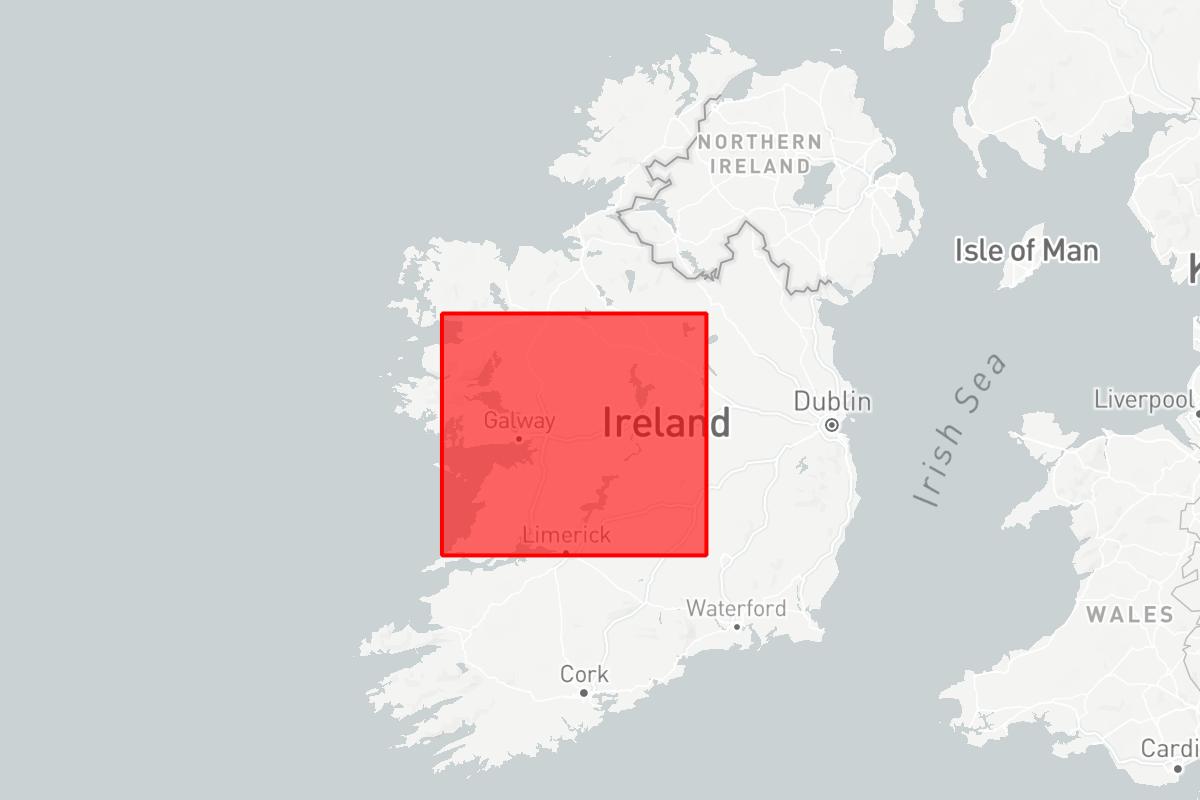 NORTHERN
IRELAND
Isle of Man
Irish Sea
Dublin
Liverpool
Galway
Ireland
Limerick
Waterford
WALES
Cork
Cardi